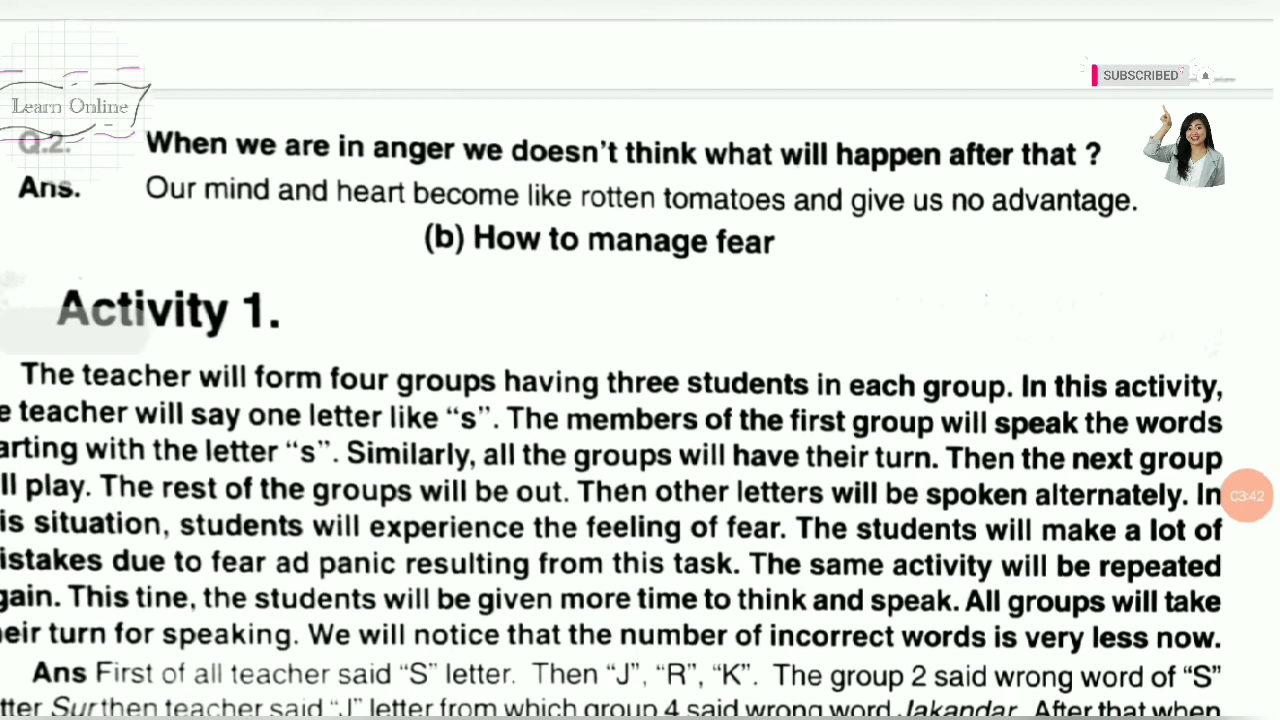 SUBSCRIBED
Learn Online
Q.2. When we are in anger we doesn't think what will happen after that ?
Ans. Our mind and heart become like rotten tomatoes and give us no advantage.
(b) How to manage fear
Activity 1.
The teacher will form four groups having three students in each group. In this activity,
e teacher will say one letter like “s”. The members of the first group will speak the words
arting with the letter “s”. Similarly, all the groups will have their turn. Then the next group
ll play. The rest of the groups will be out. Then other letters will be spoken alternately. In
03:42
is situation, students will experience the feeling of fear. The students will make a lot of
istakes due to fear ad panic resulting from this task. The same activity will be repeated
gain. This tine, the students will be given more time to think and speak. All groups will take
eir turn for speaking. We will notice that the number of incorrect words is very less now.
Ans First of all teacher said “S” letter. Then “J”, “R”, “K”. The group 2 said wrong word of “S”
tter Sur then teacher said “J” letter from which group 4 said wrong word Jakandar. After that when